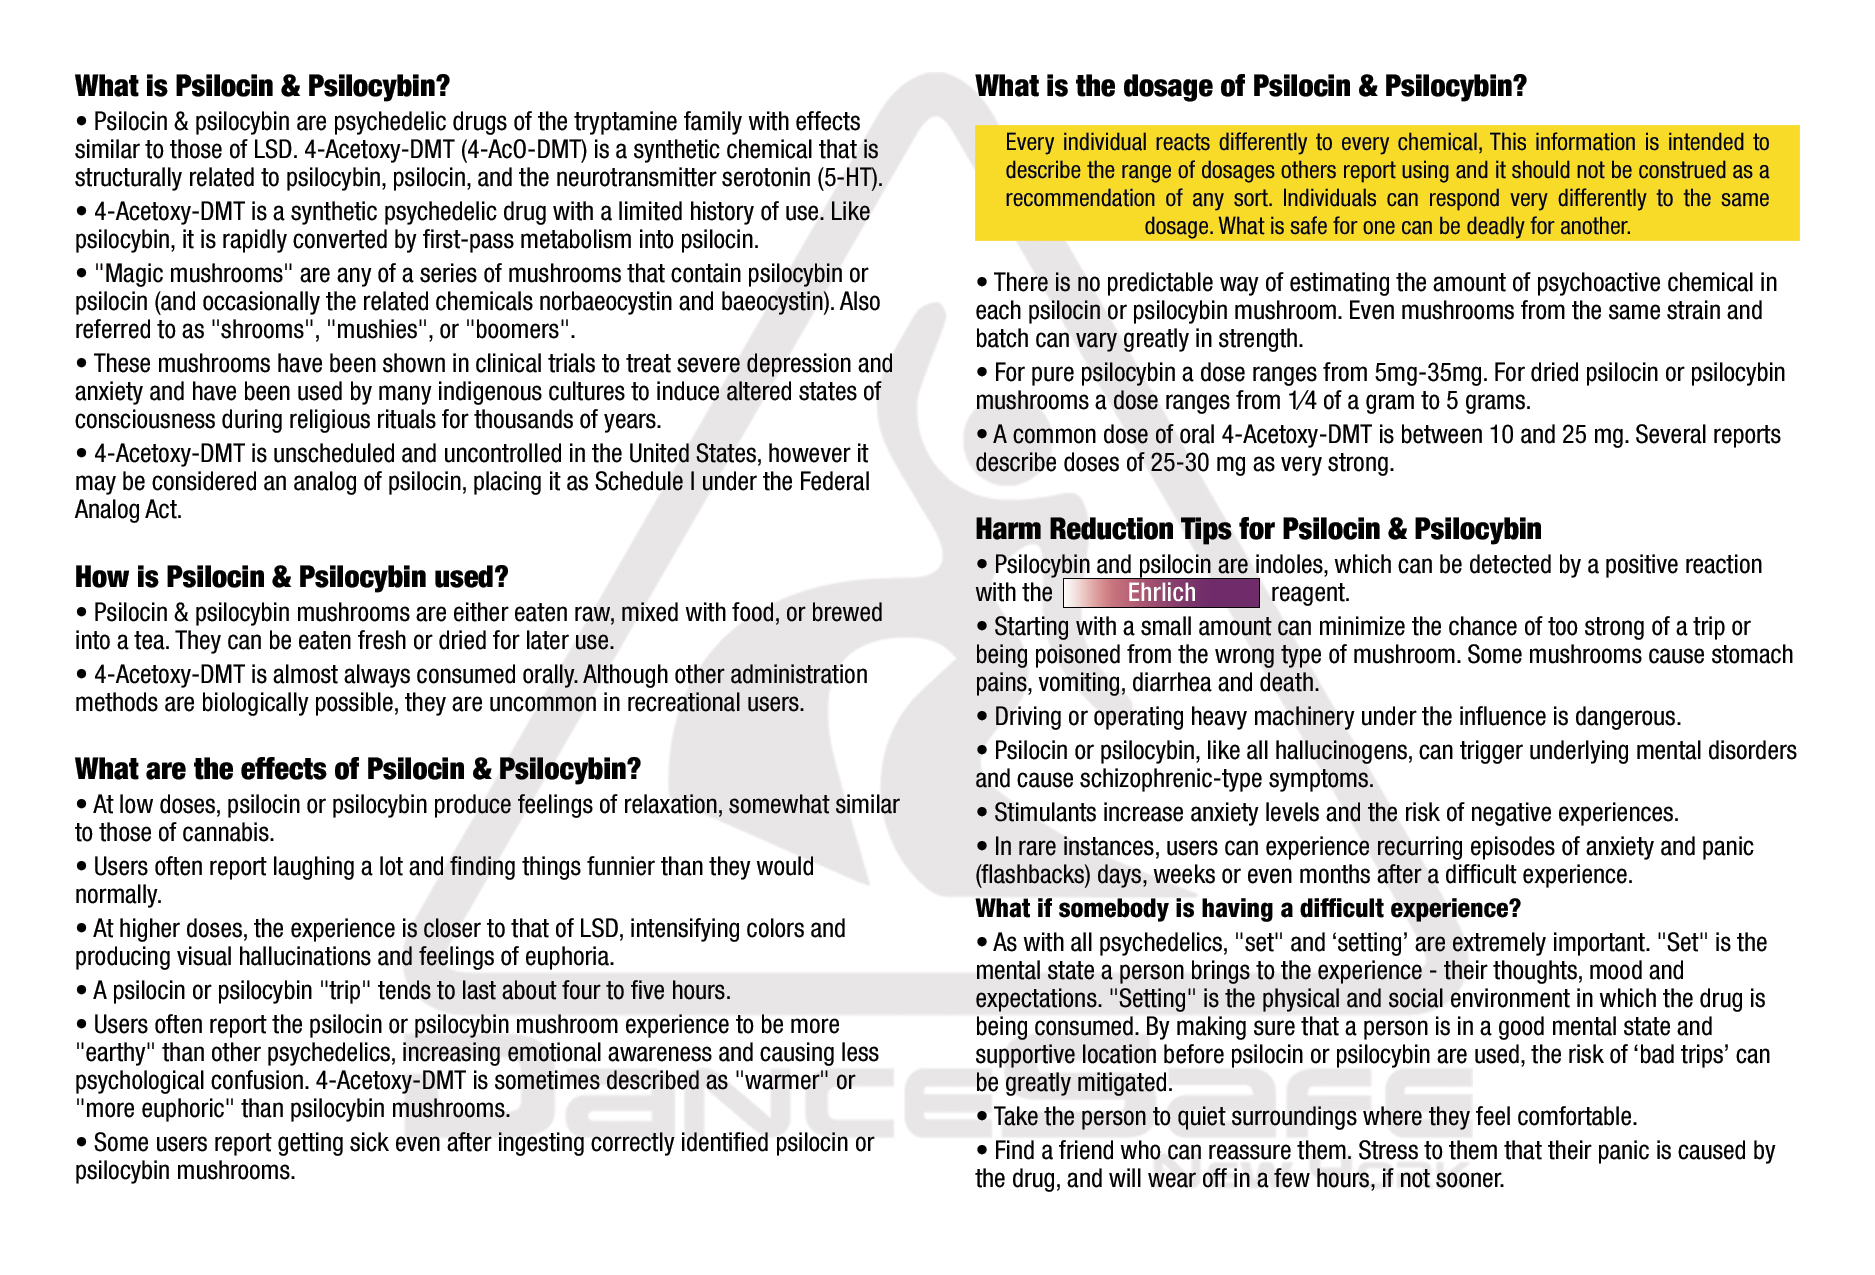 What is Psilocin & Psilocybin?
• Psilocin & psilocybin are psychedelic drugs of the tryptamine family with effects
similar to those of LSD. 4-Acetoxy-DMT (4-AcO-DMT) is a synthetic chemical that is
structurally related to psilocybin, psilocin, and the neurotransmitter serotonin (5-HT).
• 4-Acetoxy-DMT is a synthetic psychedelic drug with a limited history of use. Like
psilocybin, it is rapidly converted by first-pass metabolism into psilocin.
• "Magic mushrooms" are any of a series of mushrooms that contain psilocybin or
psilocin (and occasionally the related chemicals norbaeocystin and baeocystin). Also
referred to as "shrooms", "mushies", or "boomers".
• These mushrooms have been shown in clinical trials to treat severe depression and
anxiety and have been used by many indigenous cultures to induce altered states of
consciousness during religious rituals for thousands of years.
• 4-Acetoxy-DMT is unscheduled and uncontrolled in the United States, however it
may be considered an analog of psilocin, placing it as Schedule I under the Federal
Analog Act.
How is Psilocin & Psilocybin used?
• Psilocin & psilocybin mushrooms are either eaten raw, mixed with food, or brewed
into a tea. They can be eaten fresh or dried for later use.
• 4-Acetoxy-DMT is almost always consumed orally. Although other administration
methods are biologically possible, they are uncommon in recreational users.
What are the effects of Psilocin & Psilocybin?
• At low doses, psilocin or psilocybin produce feelings of relaxation, somewhat similar
to those of cannabis.
• Users often report laughing a lot and finding things funnier than they would
normally.
• At higher doses, the experience is closer to that of LSD, intensifying colors and
producing visual hallucinations and feelings of euphoria.
• A psilocin or psilocybin "trip" tends to last about four to five hours.
• Users often report the psilocin or psilocybin mushroom experience to be more
"earthy" than other psychedelics, increasing emotional awareness and causing less
psychological confusion. 4-Acetoxy-DMT is sometimes described as "warmer" or
"more euphoric" than psilocybin mushrooms.
• Some users report getting sick even after ingesting correctly identified psilocin or
psilocybin mushrooms.
What is the dosage of Psilocin & Psilocybin?
Every individual reacts differently to every chemical, This information is intended to
describe the range of dosages others report using and it should not be construed as a
recommendation of any sort. Individuals can respond very differently to the same
dosage. What is safe for one can be deadly for another.
• There is no predictable way of estimating the amount of psychoactive chemical in
each psilocin or psilocybin mushroom. Even mushrooms from the same strain and
batch can vary greatly in strength.
• For pure psilocybin a dose ranges from 5mg-35mg. For dried psilocin or psilocybin
mushrooms a dose ranges from 1⁄4 of a gram to 5 grams.
• A common dose of oral 4-Acetoxy-DMT is between 10 and 25 mg. Several reports
describe doses of 25-30 mg as very strong.
Harm Reduction Tips for Psilocin & Psilocybin
• Psilocybin and psilocin are indoles, which can be detected by a positive reaction
with the Ehrlich reagent.
• Starting with a small amount can minimize the chance of too strong of a trip or
being poisoned from the wrong type of mushroom. Some mushrooms cause stomach
pains, vomiting, diarrhea and death.
• Driving or operating heavy machinery under the influence is dangerous.
• Psilocin or psilocybin, like all hallucinogens, can trigger underlying mental disorders
and cause schizophrenic-type symptoms.
• Stimulants increase anxiety levels and the risk of negative experiences.
• In rare instances, users can experience recurring episodes of anxiety and panic
(flashbacks) days, weeks or even months after a difficult experience.
What if somebody is having a difficult experience?
• As with all psychedelics, "set" and ‘setting’ are extremely important. "Set" is the
mental state a person brings to the experience - their thoughts, mood and
expectations. "Setting" is the physical and social environment in which the drug is
being consumed. By making sure that a person is in a good mental state and
supportive location before psilocin or psilocybin are used, the risk of ‘bad trips’ can
be greatly mitigated.
• Take the person to quiet surroundings where they feel comfortable.
• Find a friend who can reassure them. Stress to them that their panic is caused by
the drug, and will wear off in a few hours, if not sooner.
DanceSafe
New York